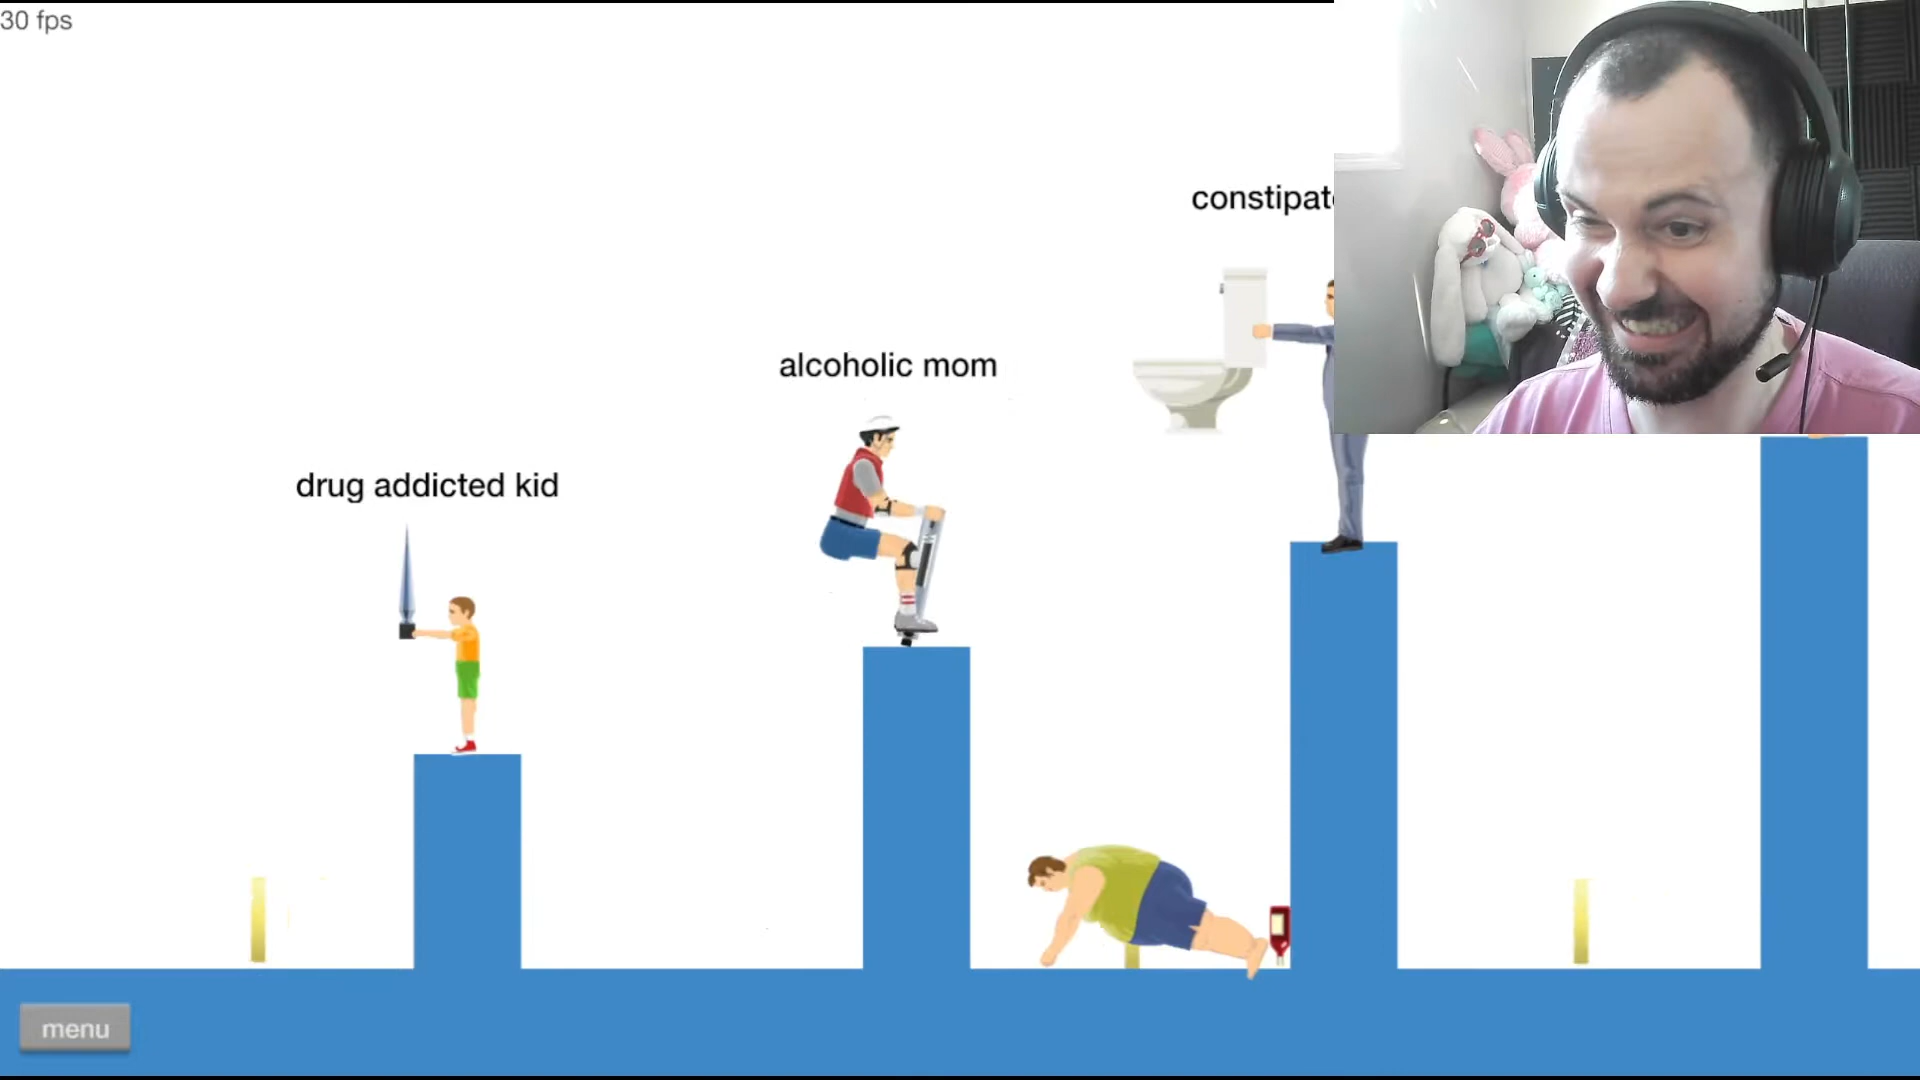 30 fps
constipat
alcoholic mom
drug addicted kid
menu